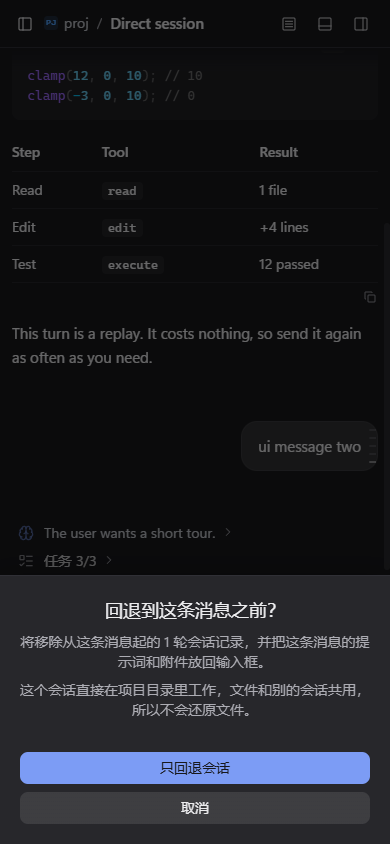 proj / Direct session
clamp(12, 0, 10); // 10
clamp(-3, 0, 10); // 0
Step Tool Result
Read read 1 file
Edit edit +4 lines
Test execute 12 passed
This turn is a replay. It costs nothing, so send it again
as often as you need.
ui message two
The user wants a short tour.
任务 3/3
回退到这条消息之前?
将移除从这条消息起的 1 轮会话记录，并把这条消息的提
示词和附件放回输入框。
这个会话直接在项目目录里工作，文件和别的会话共用，
所以不会还原文件。
只回退会话
取消